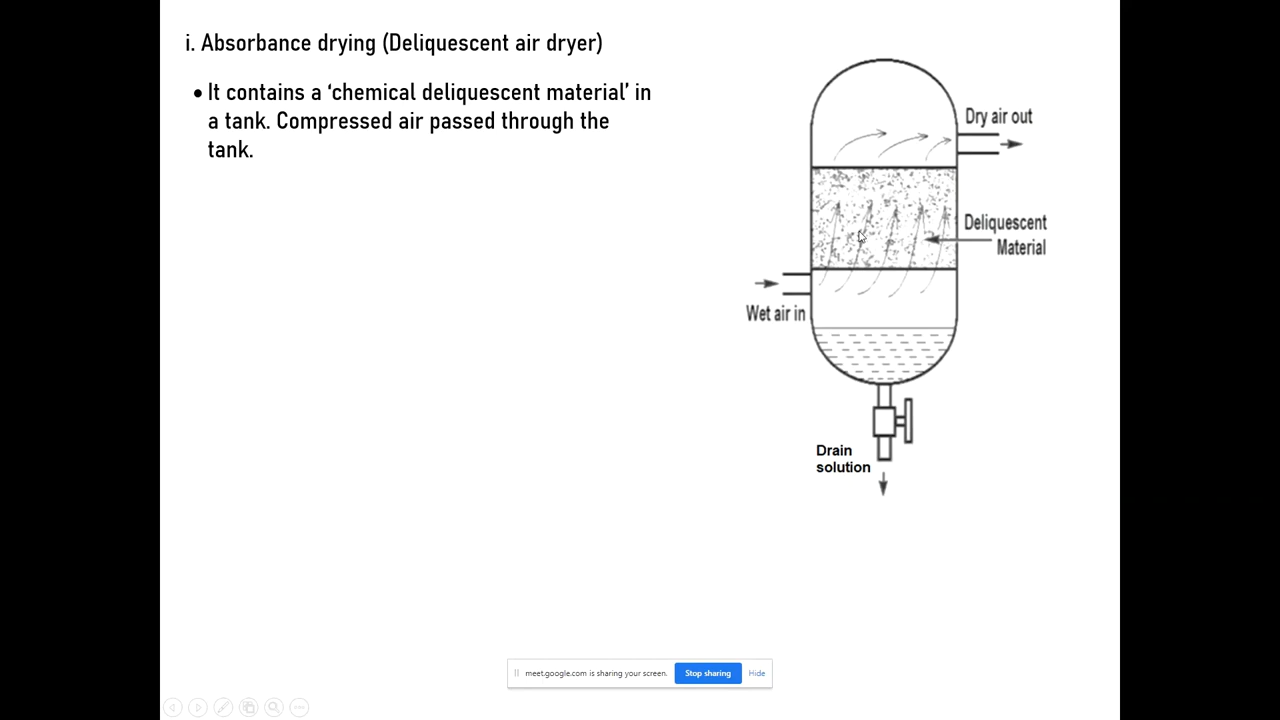 i. Absorbance drying (Deliquescent air dryer)
• It contains a ‘chemical deliquescent material’ in
a tank. Compressed air passed through the
tank.
Dry air out
Deliquescent
Material
Wet air in
Drain
solution
meet.google.com is sharing your screen.
Stop sharing
Hide